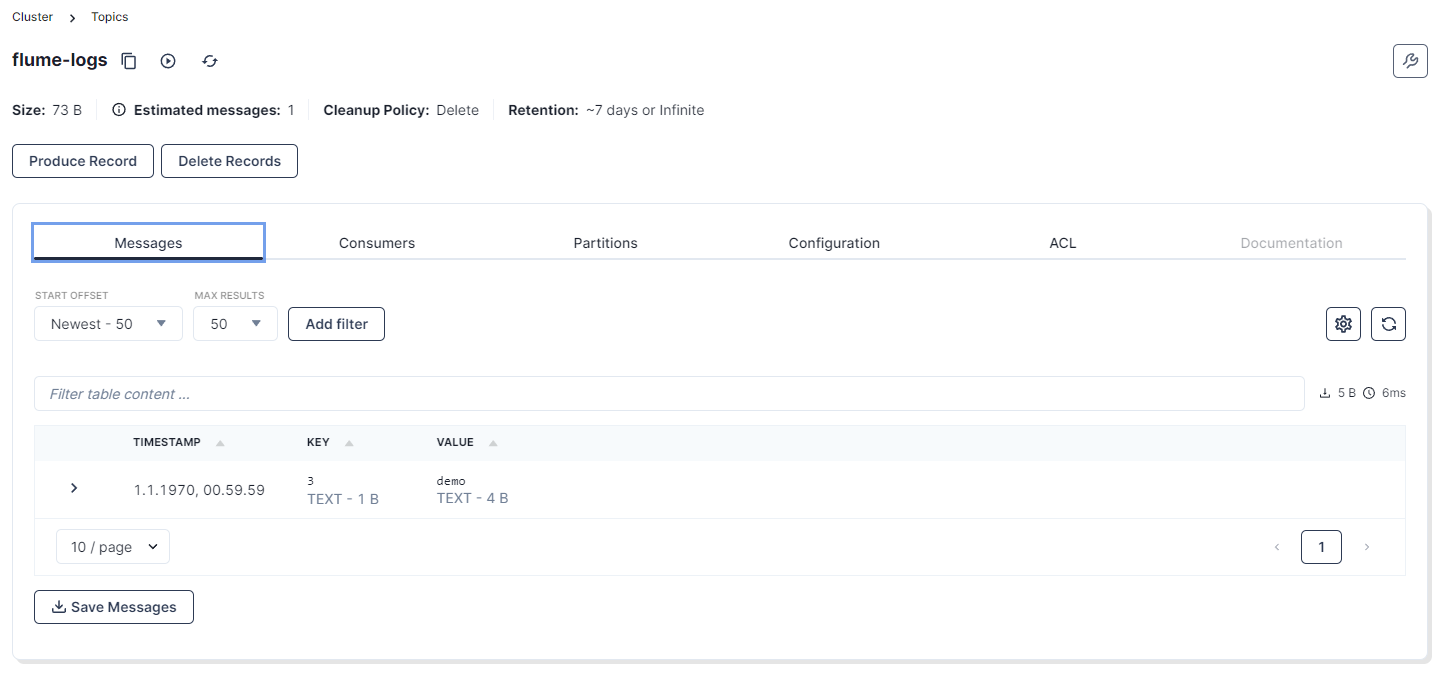 Cluster > Topics
flume-logs
Size: 73 B Estimated messages: 1 Cleanup Policy: Delete Retention: ~7 days or Infinite
Produce Record Delete Records
Messages Consumers Partitions Configuration ACL Documentation
START OFFSET MAX RESULTS
Newest - 50 50 Add filter
Filter table content ... 5 B 6ms
TIMESTAMP KEY VALUE
1.1.1970, 00.59.59 3 demo
TEXT - 1 B TEXT - 4 B
10 / page 1
Save Messages